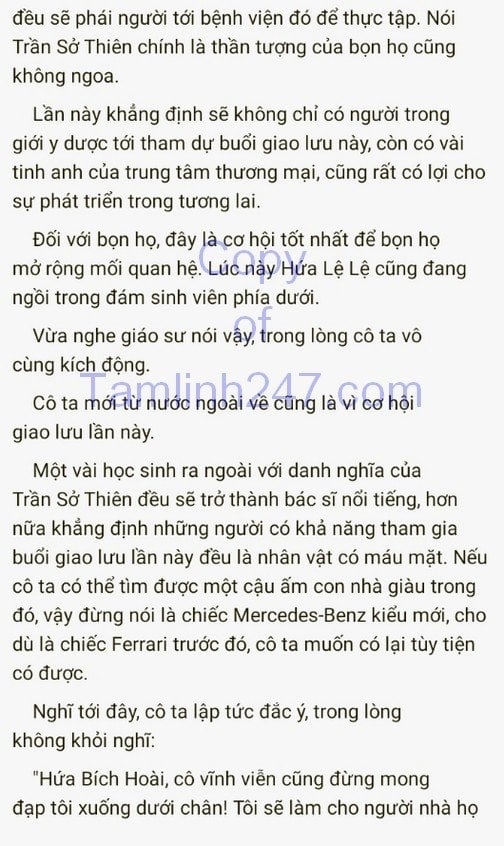 đều sẽ phái người tới bệnh viện đó để thực tập. Nói
Trần Sở Thiên chính là thần tượng của bọn họ cũng
không ngoa.
Lần này khẳng định sẽ không chỉ có người trong
giới y dược tới tham dự buổi giao lưu này, còn có vài
tinh anh của trung tâm thương mại, cũng rất có lợi cho
sự phát triển trong tương lai.
Đối với bọn họ, đây là cơ hội tốt nhất để bọn họ
mở rộng mối quan hệ. Lúc này Hứa Lệ Lệ cũng đang
ngồi trong đám sinh viên phía dưới.
Vừa nghe giáo sư nói vậy, trong lòng cô ta vô
cùng kích động.
Cô ta mới từ nước ngoài về cũng là vì cơ hội
giao lưu lần này.
Một vài học sinh ra ngoài với danh nghĩa của
Trần Sở Thiên đều sẽ trở thành bác sĩ nổi tiếng, hơn
nữa khẳng định những người có khả năng tham gia
buổi giao lưu lần này đều là nhân vật có máu mặt. Nếu
cô ta có thể tìm được một cậu ấm con nhà giàu trong
đó, vậy đừng nói là chiếc Mercedes-Benz kiểu mới, cho
dù là chiếc Ferrari trước đó, cô ta muốn có lại tùy tiện
có được.
Nghĩ tới đây, cô ta lập tức đắc ý, trong lòng
không khỏi nghĩ:
"Hứa Bích Hoài, cô vĩnh viễn cũng đừng mong
đạp tôi xuống dưới chân! Tôi sẽ làm cho người nhà họ
Copy
of
Tamlinh247.com